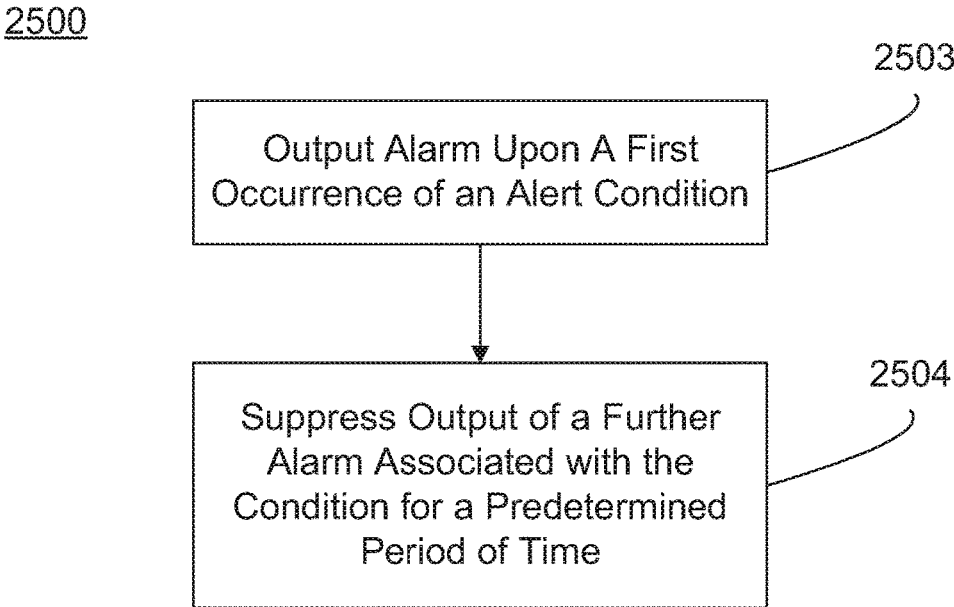 2500
2503
Output Alarm Upon A First
Occurrence of an Alert Condition
2504
Suppress Output of a Further
Alarm Associated with the
Condition for a Predetermined
Period of Time